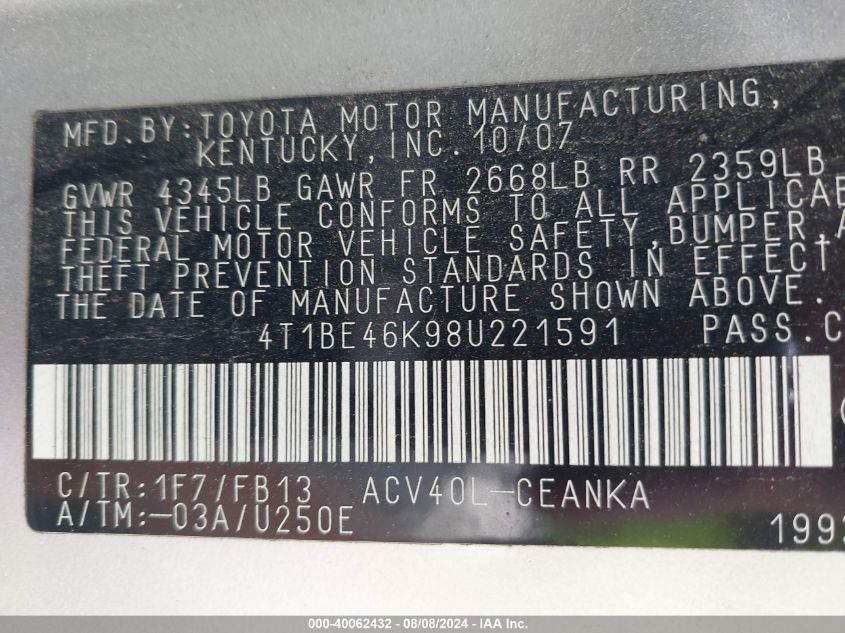 MFD.BY:TOYOTA MOTOR MANUFACTURING,
KENTUCKY,INC.10/07
GVWR 4345LB GAWR FR 2668LB RR 2359LB
THIS VEHICLE CONFORMS TO ALL APPLICAB
FEDERAL MOTOR VEHICLE SAFETY,BUMPER,A
THEFT PREVENTION STANDARDS IN EFFECT
THE DATE OF MANUFACTURE SHOWN ABOVE.
4T1BE46K98U221591 PASS.C
C/TR:1F7/FB13 ACV40L-CEANKA
A/TM:-03A/U250E
1993
000-40062432 - 08/08/2024 - IAA Inc.